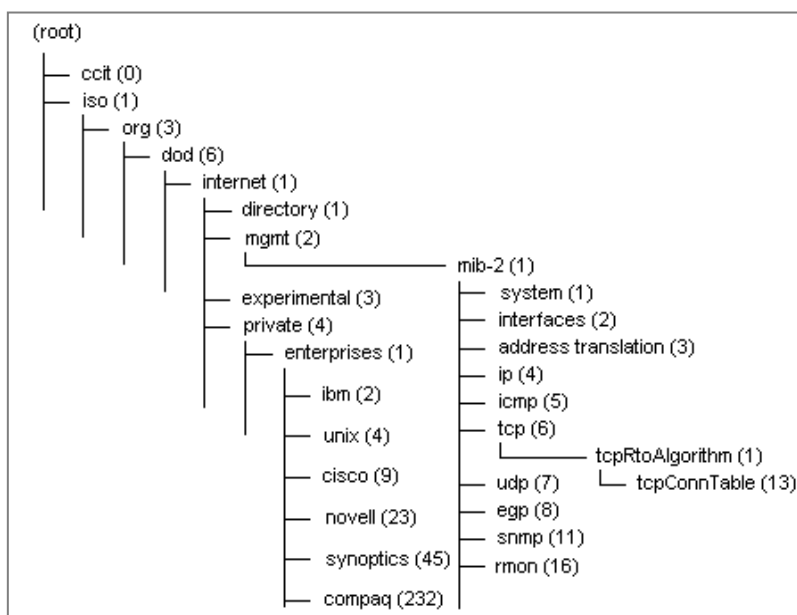 (root)
ccit (0)
iso (1)
org (3)
dod (6)
internet (1)
directory (1)
mgmt (2)
mib-2 (1)
system (1)
experimental (3)
interfaces (2)
private (4)
address translation (3)
enterprises (1)
ip (4)
ibm (2)
icmp (5)
unix (4)
tcp (6)
tcpRtoAlgorithm (1)
cisco (9)
udp (7)
tcpConnTable (13)
novell (23)
egp (8)
snmp (11)
synoptics (45)
rmon (16)
compaq (232)